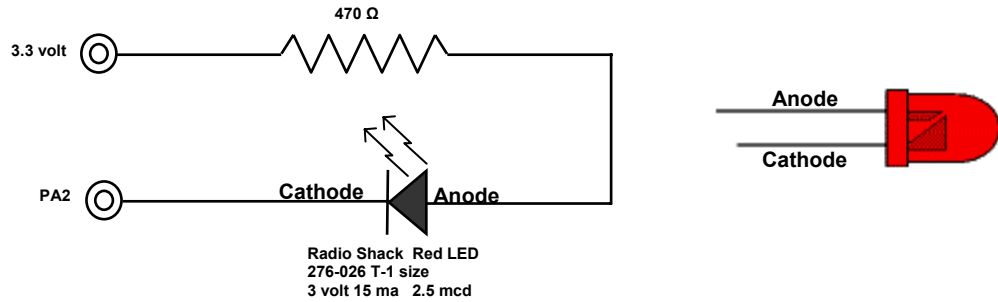 470 Ω
3.3 volt
Anode
Cathode
PA2
Cathode
Anode
Radio Shack Red LED
276-026 T-1 size
3 volt 15 ma 2.5 mcd